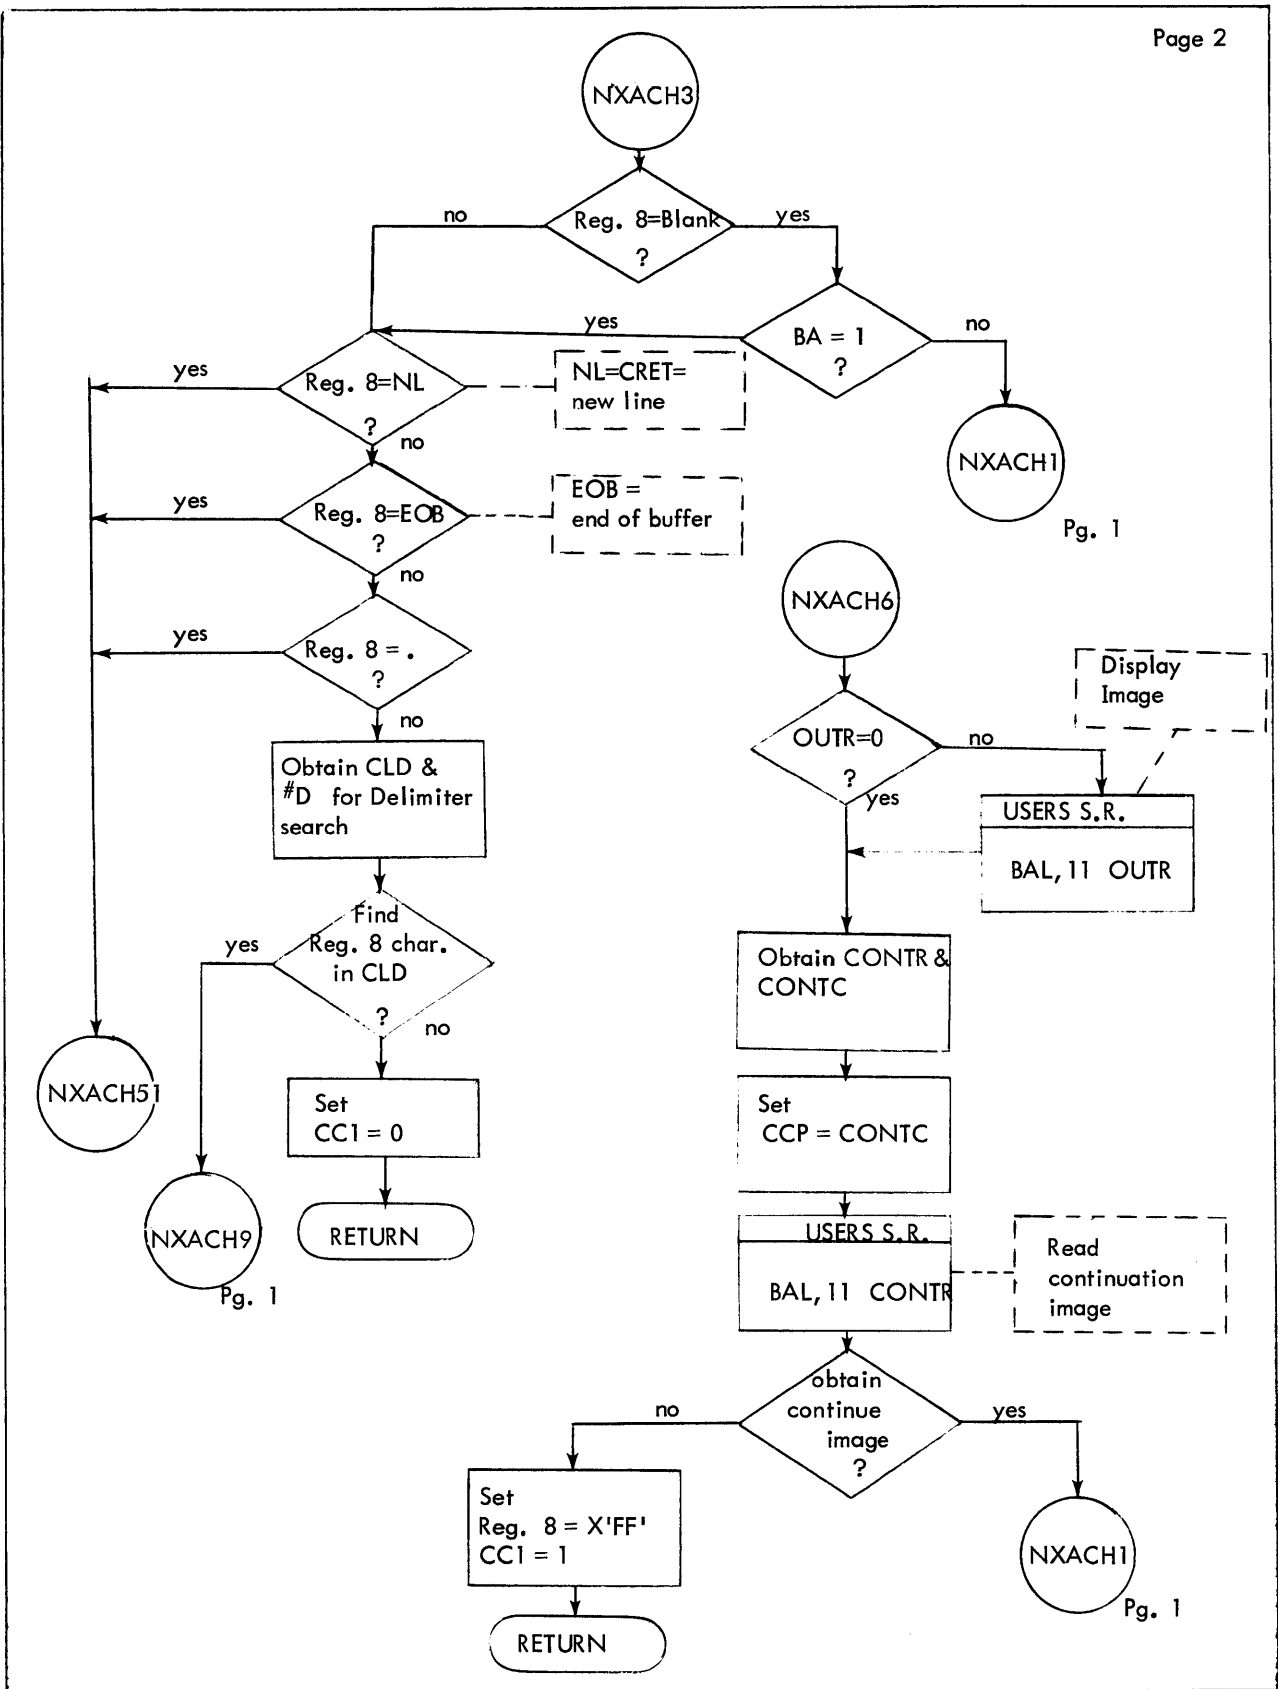 Page 2
NXACH3
Reg. 8=Blank
?
no
yes
BA = 1
?
yes
no
NXACH1
Pg. 1
Reg. 8=NL
?
yes
no
NL=CRET=
new line
Reg. 8=EOB
?
yes
no
EOB =
end of buffer
Reg. 8 = .
?
yes
no
Obtain CLD &
#D for Delimiter
search
Find
Reg. 8 char.
in CLD
?
yes
no
NXACH51
NXACH9
Pg. 1
Set
CC1 = 0
RETURN
NXACH6
OUTR=0
?
no
yes
Display
Image
USERS S.R.
BAL, 11 OUTR
Obtain CONTR &
CONTC
Set
CCP = CONTC
USERS S.R.
BAL, 11 CONTR
Read
continuation
image
obtain
continue
image
?
no
yes
Set
Reg. 8 = X'FF'
CC1 = 1
RETURN
NXACH1
Pg. 1